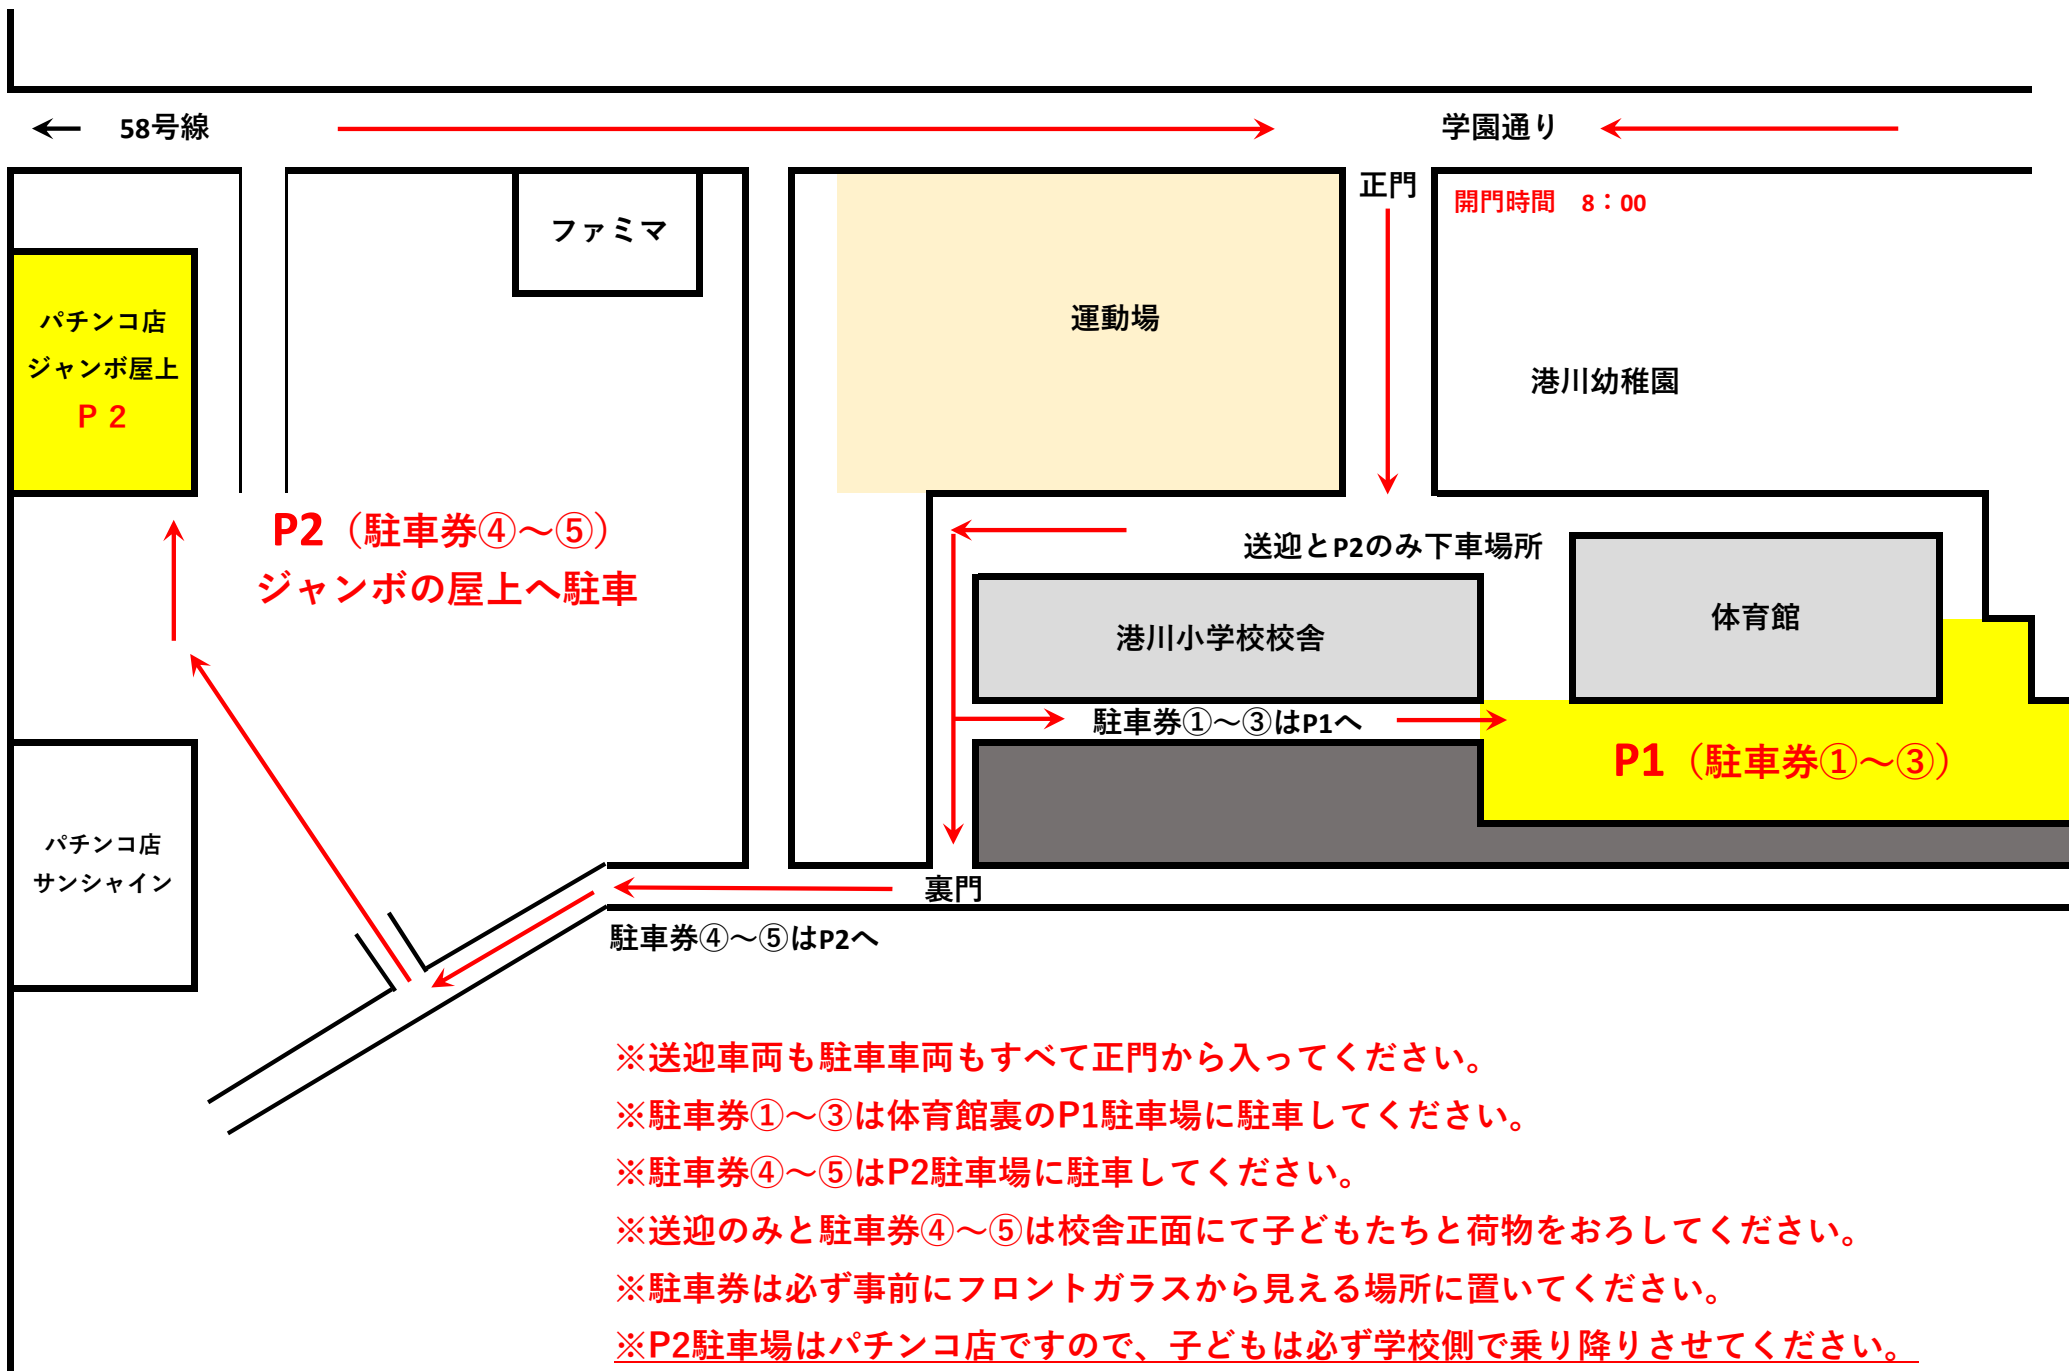 58号線
学園通り
正門
開門時間　8：00
ファミマ
運動場
港川幼稚園
パチンコ店
ジャンボ屋上
P 2
P2（駐車券④～⑤）
ジャンボの屋上へ駐車
送迎とP2のみ下車場所
体育館
港川小学校校舎
駐車券①～③はP1へ
P1（駐車券①～③）
パチンコ店
サンシャイン
裏門
駐車券④～⑤はP2へ
※送迎車両も駐車車両もすべて正門から入ってください。
※駐車券①～③は体育館裏のP1駐車場に駐車してください。
※駐車券④～⑤はP2駐車場に駐車してください。
※送迎のみと駐車券④～⑤は校舎正面にて子どもたちと荷物をおろしてください。
※駐車券は必ず事前にフロントガラスから見える場所に置いてください。
※P2駐車場はパチンコ店ですので、子どもは必ず学校側で乗り降りさせてください。